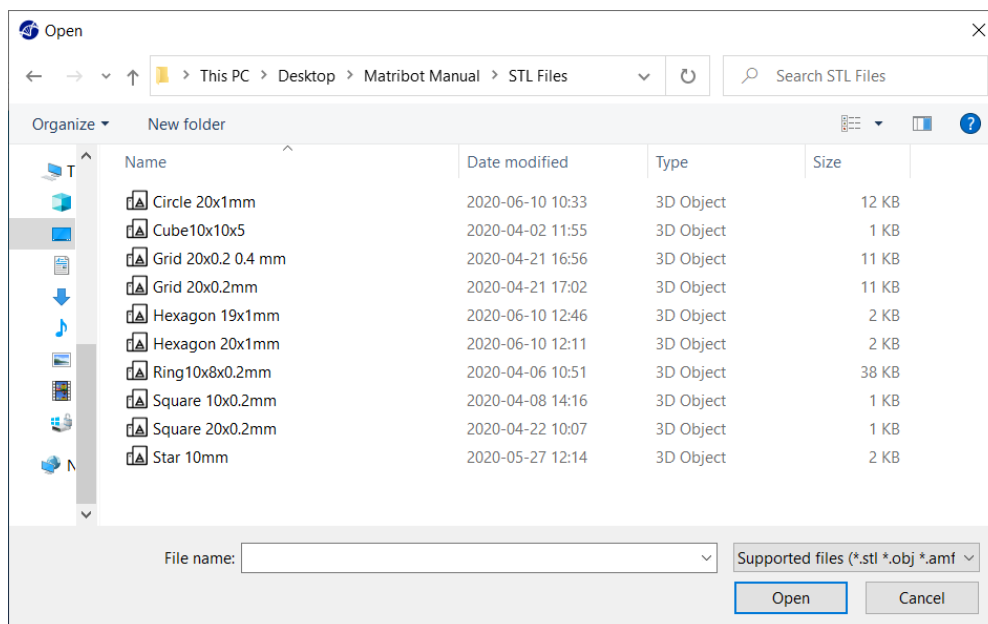 Open
This PC > Desktop > Matribot Manual > STL Files
Search STL Files
Organize
New folder
?
Name Date modified Type Size
T
Circle 20x1mm 2020-06-10 10:33 3D Object 12 KB
Cube10x10x5 2020-04-02 11:55 3D Object 1 KB
Grid 20x0.2 0.4 mm 2020-04-21 16:56 3D Object 11 KB
Grid 20x0.2mm 2020-04-21 17:02 3D Object 11 KB
Hexagon 19x1mm 2020-06-10 12:46 3D Object 2 KB
Hexagon 20x1mm 2020-06-10 12:11 3D Object 2 KB
Ring10x8x0.2mm 2020-04-06 10:51 3D Object 38 KB
Square 10x0.2mm 2020-04-08 14:16 3D Object 1 KB
Square 20x0.2mm 2020-04-22 10:07 3D Object 1 KB
N Star 10mm 2020-05-27 12:14 3D Object 2 KB
File name:
Supported files (*.stl *.obj *.amf
Open
Cancel